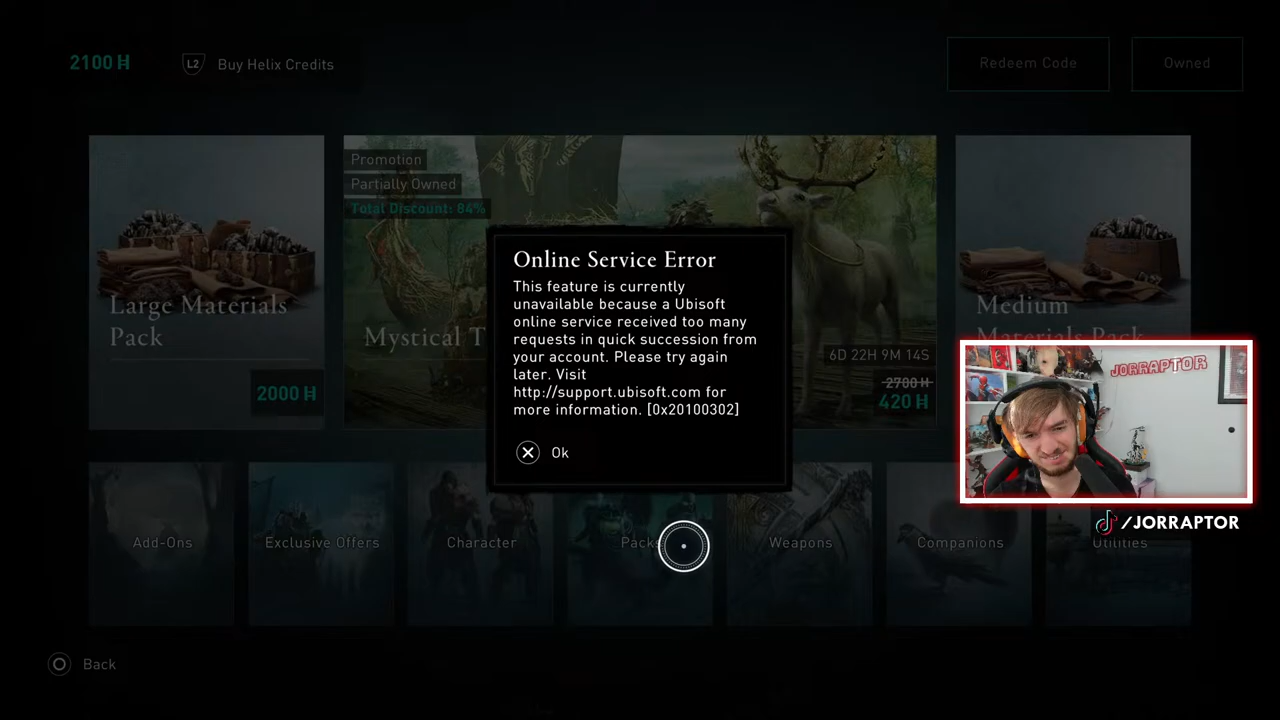 2100 H
L2
Buy Helix Credits
Redeem Code
Owned
Promotion
Partially Owned
Total Discount: 84%
Large Materials
Pack
2000 H
Mystical T
6D 22H 9M 14S
2700 H
420 H
Medium
Materials Pack
Online Service Error
This feature is currently
unavailable because a Ubisoft
online service received too many
requests in quick succession from
your account. Please try again
later. Visit
http://support.ubisoft.com for
more information. [0x20100302]
Ok
JORRAPTOR
/JORRAPTOR
Add-Ons
Exclusive Offers
Character
Packs
Weapons
Companions
Utilities
Back